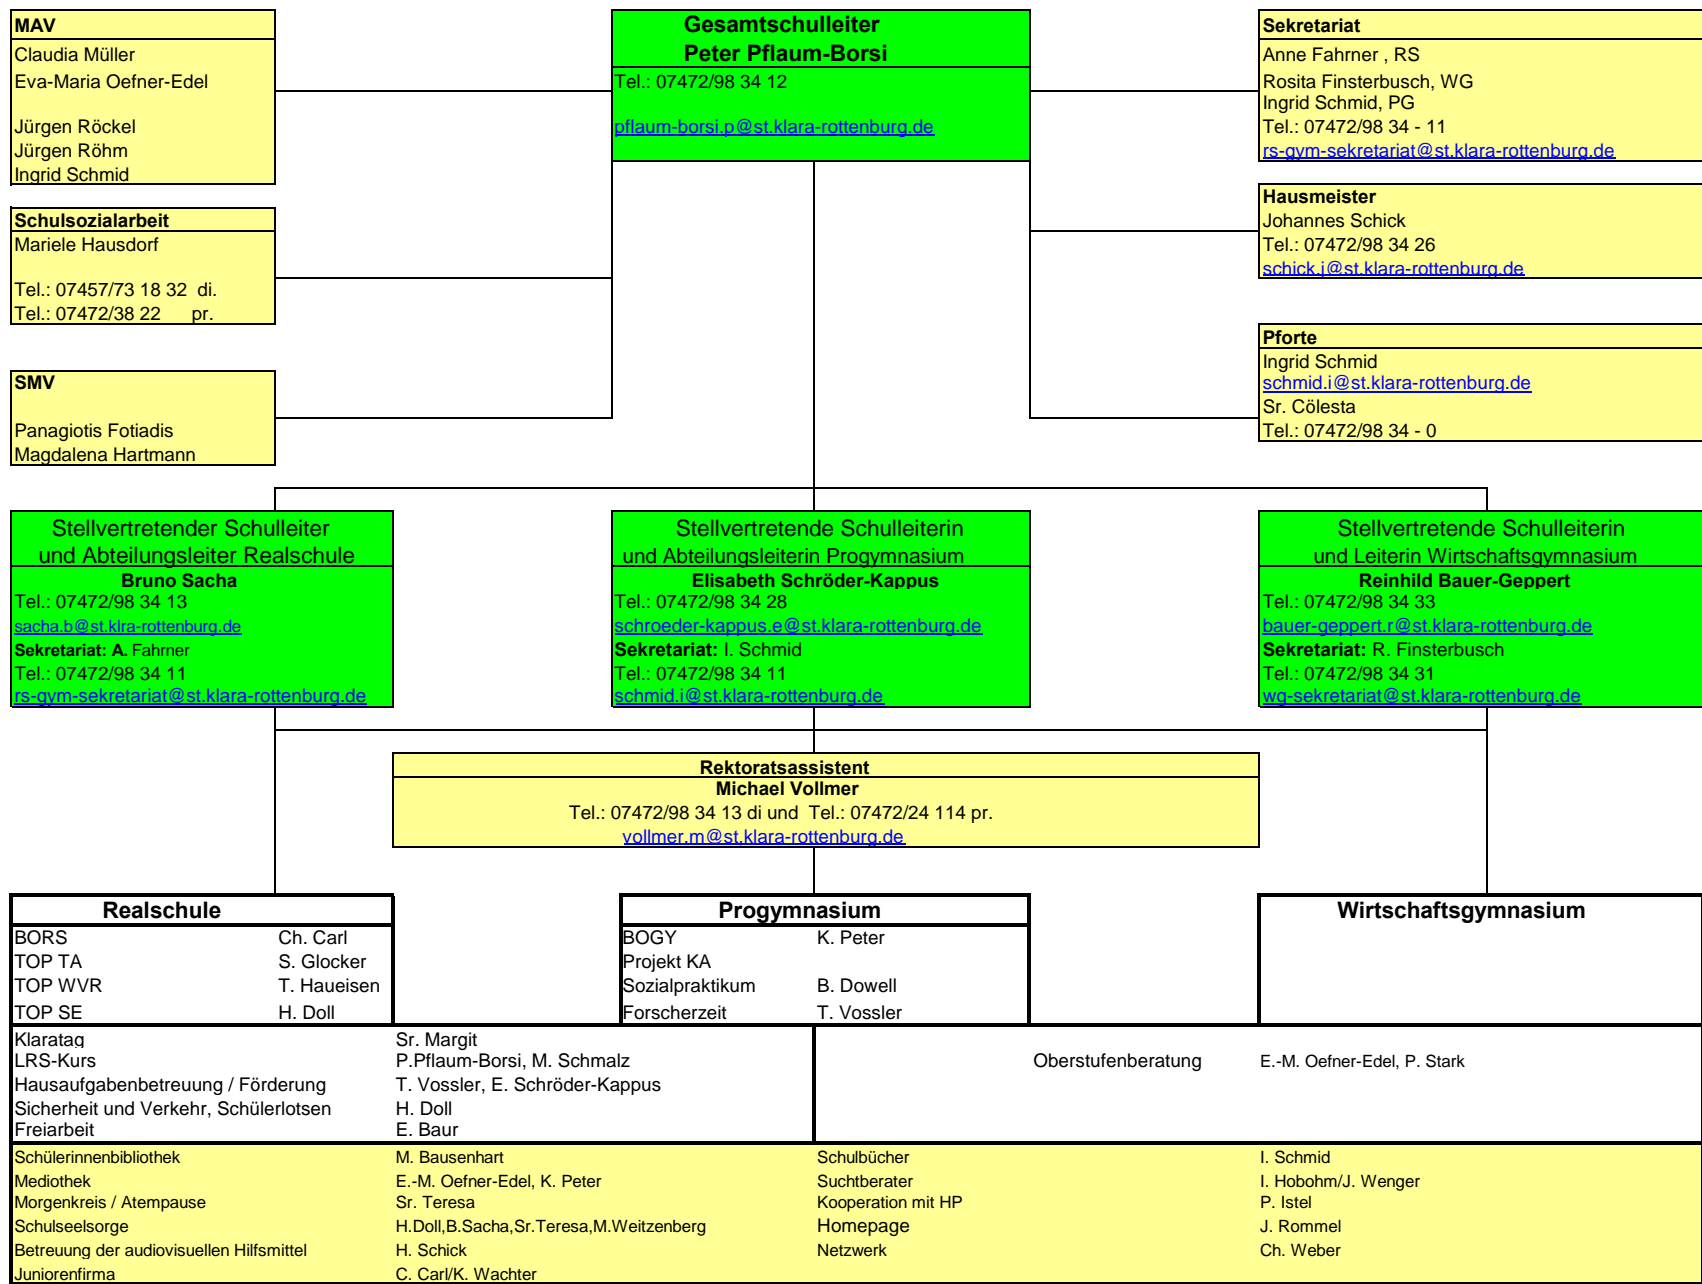 MAV
Claudia Müller
Eva-Maria Oefner-Edel
Jürgen Röckel
Jürgen Röhm
Ingrid Schmid
Schulsozialarbeit
Mariele Hausdorf
Tel.: 07457/73 18 32 di.
Tel.: 07472/38 22 pr.
SMV
Panagiotis Fotiadis
Magdalena Hartmann
Gesamtschulleiter
Peter Pflaum-Borsi
Tel.: 07472/98 34 12
pflaum-borsi.p@st.klara-rottenburg.de
Sekretariat
Anne Fahrner , RS
Rosita Finsterbusch, WG
Ingrid Schmid, PG
Tel.: 07472/98 34 - 11
rs-gym-sekretariat@st.klara-rottenburg.de
Hausmeister
Johannes Schick
Tel.: 07472/98 34 26
schick.j@st.klara-rottenburg.de
Pforte
Ingrid Schmid
schmid.i@st.klara-rottenburg.de
Sr. Cölesta
Tel.: 07472/98 34 - 0
Stellvertretender Schulleiter
und Abteilungsleiter Realschule
Bruno Sacha
Tel.: 07472/98 34 13
sacha.b@st.klra-rottenburg.de
Sekretariat: A. Fahrner
Tel.: 07472/98 34 11
rs-gym-sekretariat@st.klara-rottenburg.de
Stellvertretende Schulleiterin
und Abteilungsleiterin Progymnasium
Elisabeth Schröder-Kappus
Tel.: 07472/98 34 28
schroeder-kappus.e@st.klara-rottenburg.de
Sekretariat: I. Schmid
Tel.: 07472/98 34 11
schmid.i@st.klara-rottenburg.de
Stellvertretende Schulleiterin
und Leiterin Wirtschaftsgymnasium
Reinhild Bauer-Geppert
Tel.: 07472/98 34 33
bauer-geppert.r@st.klara-rottenburg.de
Sekretariat: R. Finsterbusch
Tel.: 07472/98 34 31
wg-sekretariat@st.klara-rottenburg.de
Rektoratsassistent
Michael Vollmer
Tel.: 07472/98 34 13 di und Tel.: 07472/24 114 pr.
vollmer.m@st.klara-rottenburg.de
Realschule
BORS Ch. Carl
TOP TA S. Glocker
TOP WVR T. Haueisen
TOP SE H. Doll
Progymnasium
BOGY K. Peter
Projekt KA
Sozialpraktikum B. Dowell
Forscherzeit T. Vossler
Wirtschaftsgymnasium
Klaratag Sr. Margit
LRS-Kurs P.Pflaum-Borsi, M. Schmalz
Hausaufgabenbetreuung / Förderung T. Vossler, E. Schröder-Kappus
Sicherheit und Verkehr, Schülerlotsen H. Doll
Freiarbeit E. Baur
Oberstufenberatung E.-M. Oefner-Edel, P. Stark
Schülerinnenbibliothek M. Bausenhart Schulbücher I. Schmid
Mediothek E.-M. Oefner-Edel, K. Peter Suchtberater I. Hobohm/J. Wenger
Morgenkreis / Atempause Sr. Teresa Kooperation mit HP P. Istel
Schulseelsorge H.Doll,B.Sacha,Sr.Teresa,M.Weitzenberg Homepage J. Rommel
Betreuung der audiovisuellen Hilfsmittel H. Schick Netzwerk Ch. Weber
Juniorenfirma C. Carl/K. Wachter